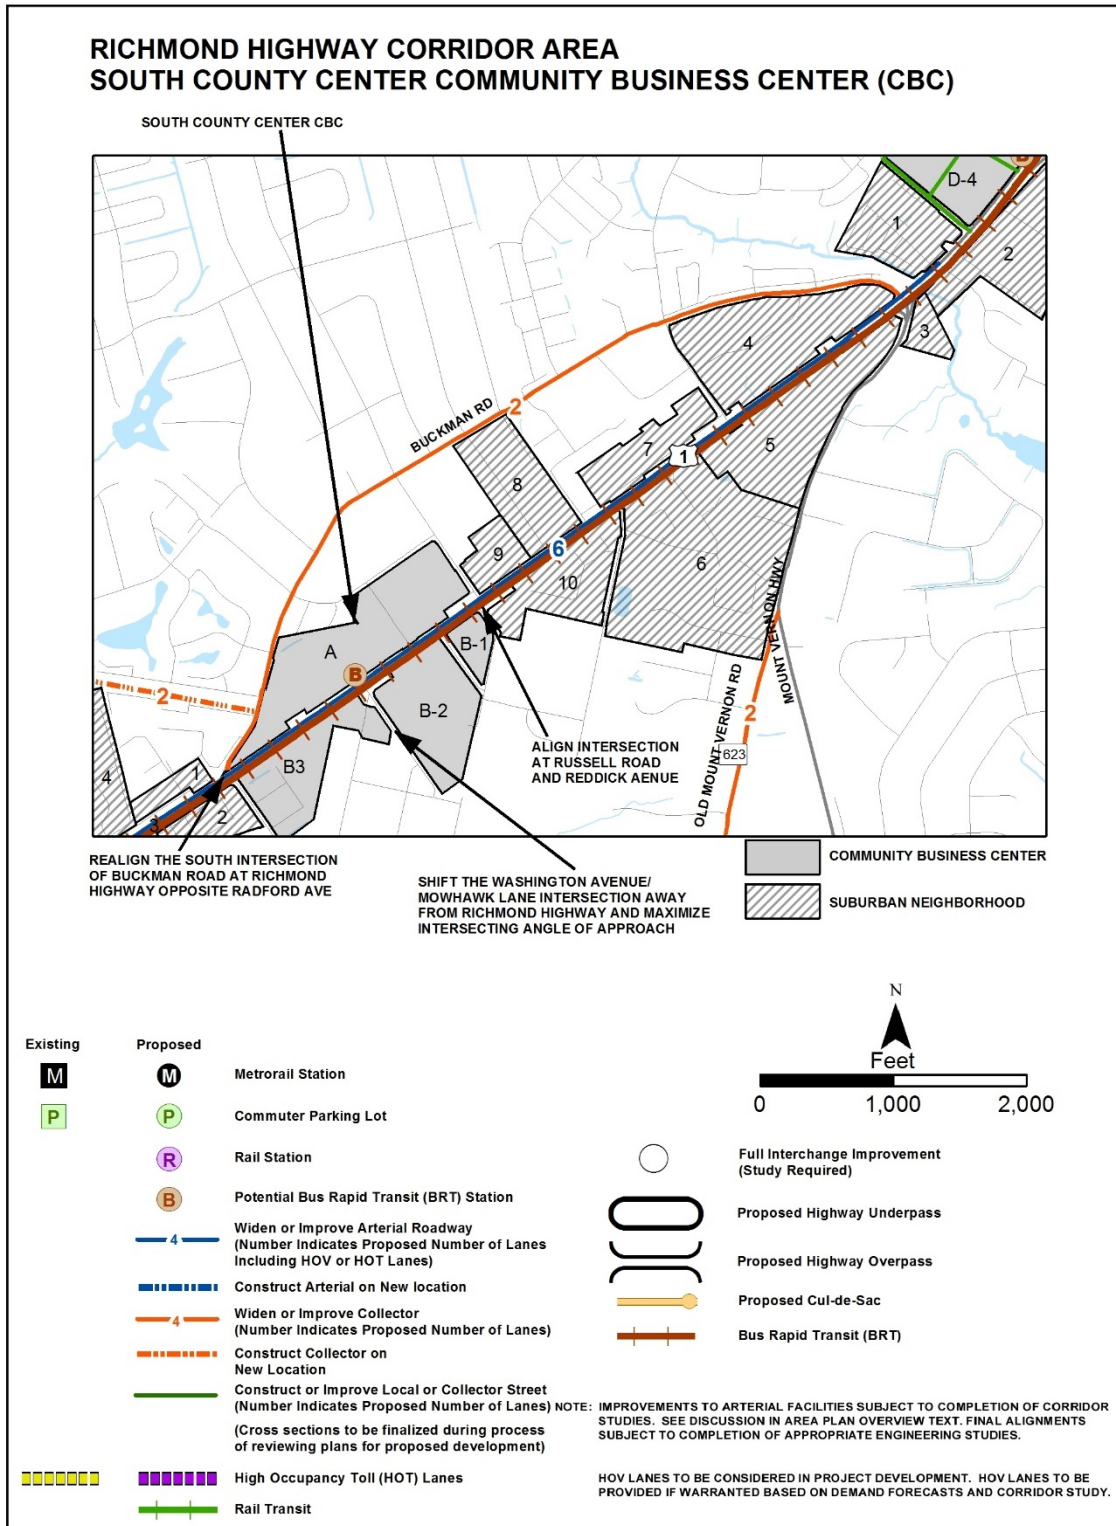 RICHMOND HIGHWAY CORRIDOR AREA
SOUTH COUNTY CENTER COMMUNITY BUSINESS CENTER (CBC)
SOUTH COUNTY CENTER CBC
B
D-4
1
2
3
4
BUCKMAN RD
2
7
1
5
8
6
9
10
6
MOUNT VERNON HWY
A
B-1
B
B-2
2
OLD MOUNT VERNON RD
2
623
ALIGN INTERSECTION
AT RUSSELL ROAD
AND REDDICK AENUE
4
1
B3
3
2
REALIGN THE SOUTH INTERSECTION
OF BUCKMAN ROAD AT RICHMOND
HIGHWAY OPPOSITE RADFORD AVE
SHIFT THE WASHINGTON AVENUE/
MOWHAWK LANE INTERSECTION AWAY
FROM RICHMOND HIGHWAY AND MAXIMIZE
INTERSECTING ANGLE OF APPROACH
COMMUNITY BUSINESS CENTER
SUBURBAN NEIGHBORHOOD
N
Feet
0 1,000 2,000
Existing Proposed
M M Metrorail Station
P P Commuter Parking Lot
R Rail Station
B Potential Bus Rapid Transit (BRT) Station
4 Widen or Improve Arterial Roadway
(Number Indicates Proposed Number of Lanes
Including HOV or HOT Lanes)
Construct Arterial on New location
4 Widen or Improve Collector
(Number Indicates Proposed Number of Lanes)
Construct Collector on
New Location
Construct or Improve Local or Collector Street
(Number Indicates Proposed Number of Lanes)
(Cross sections to be finalized during process
of reviewing plans for proposed development)
High Occupancy Toll (HOT) Lanes
Rail Transit
Full Interchange Improvement
(Study Required)
Proposed Highway Underpass
Proposed Highway Overpass
Proposed Cul-de-Sac
Bus Rapid Transit (BRT)
NOTE: IMPROVEMENTS TO ARTERIAL FACILITIES SUBJECT TO COMPLETION OF CORRIDOR
STUDIES. SEE DISCUSSION IN AREA PLAN OVERVIEW TEXT. FINAL ALIGNMENTS
SUBJECT TO COMPLETION OF APPROPRIATE ENGINEERING STUDIES.
HOV LANES TO BE CONSIDERED IN PROJECT DEVELOPMENT. HOV LANES TO BE
PROVIDED IF WARRANTED BASED ON DEMAND FORECASTS AND CORRIDOR STUDY.